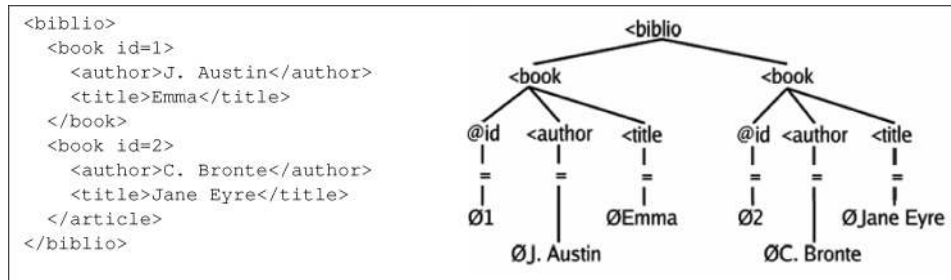 <biblio>
<book id=1>
<author>J. Austin</author>
<title>Emma</title>
</book>
<book id=2>
<author>C. Bronte</author>
<title>Jane Eyre</title>
</article>
</biblio>
<biblio
<book <book
@id <author <title @id <author <title
= = = = = =
Ø1 ØEmma Ø2 ØJane Eyre
ØJ. Austin ØC. Bronte